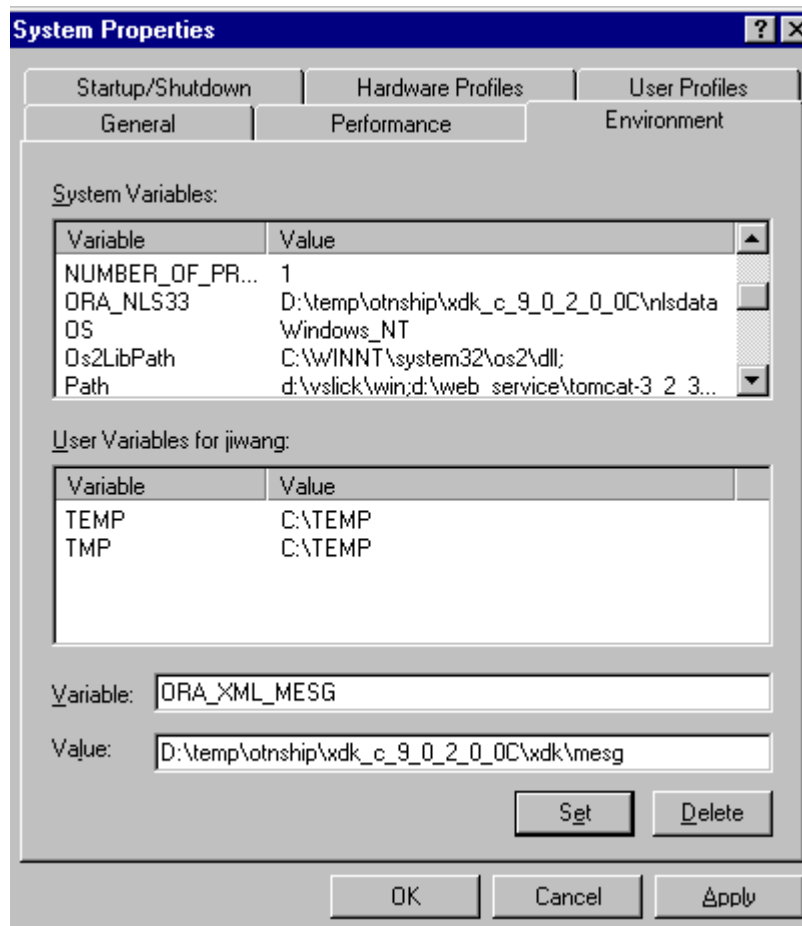 System Properties
Startup/Shutdown Hardware Profiles User Profiles
General Performance Environment
System Variables:
Variable Value
NUMBER_OF_PR... 1
ORA_NLS33 D:\temp\otnship\xdk_c_9_0_2_0_0C\nlsdata
OS Windows_NT
Os2LibPath C:\WINNT\system32\os2\dll;
Path d:\vslick\win;d:\web_service\tomcat-3_2_3...
User Variables for jiwang:
Variable Value
TEMP C:\TEMP
TMP C:\TEMP
Variable: ORA_XML_MESG
Value: D:\temp\otnship\xdk_c_9_0_2_0_0C\xdk\mesg
Set Delete
OK Cancel Apply